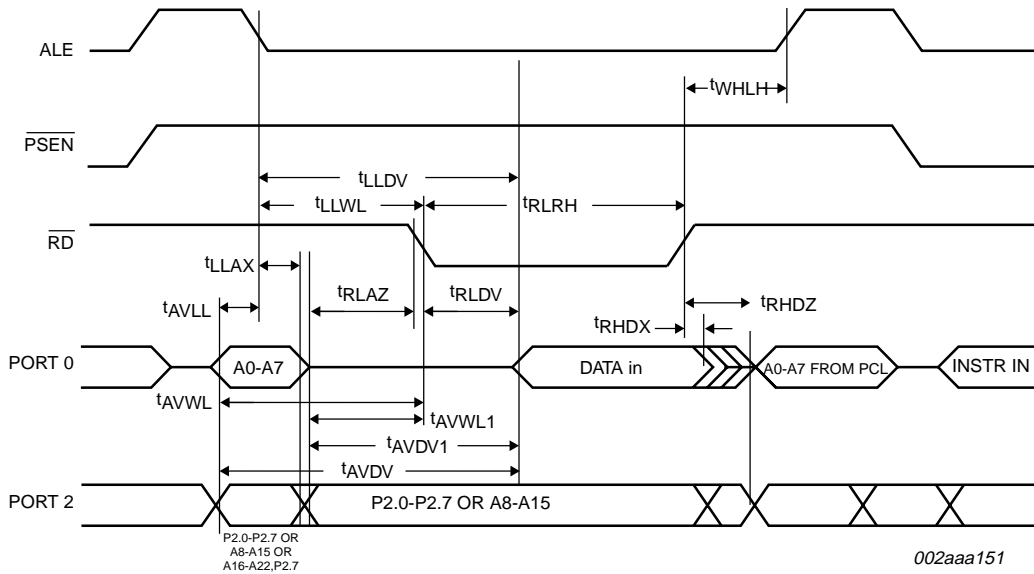 ALE
tWHLH
PSEN
tLLDV
tLLWL
tRLRH
RD
tLLAX
tAVLL
tRLAZ
tRLDV
tRHDZ
tRHDX
PORT 0
A0-A7
DATA in
A0-A7 FROM PCL
INSTR IN
tAVWL
tAVWL1
tAVDV1
tAVDV
PORT 2
P2.0-P2.7 OR A8-A15
P2.0-P2.7 OR
A8-A15 OR
A16-A22,P2.7
002aaa151